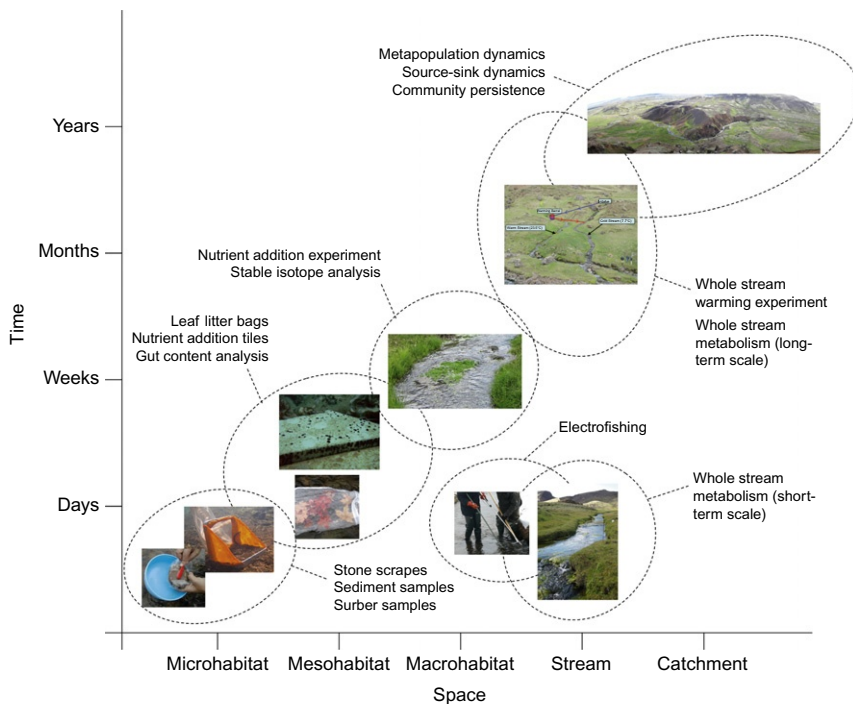 Metapopulation dynamics
Source-sink dynamics
Community persistence
Years
Months
Nutrient addition experiment
Stable isotope analysis
Whole stream
warming experiment
Whole stream
metabolism (long-
term scale)
Leaf litter bags
Nutrient addition tiles
Gut content analysis
Time
Weeks
Electrofishing
Whole stream
metabolism (short-
term scale)
Days
Stone scrapes
Sediment samples
Surber samples
Microhabitat
Mesohabitat
Macrohabitat
Stream
Catchment
Space